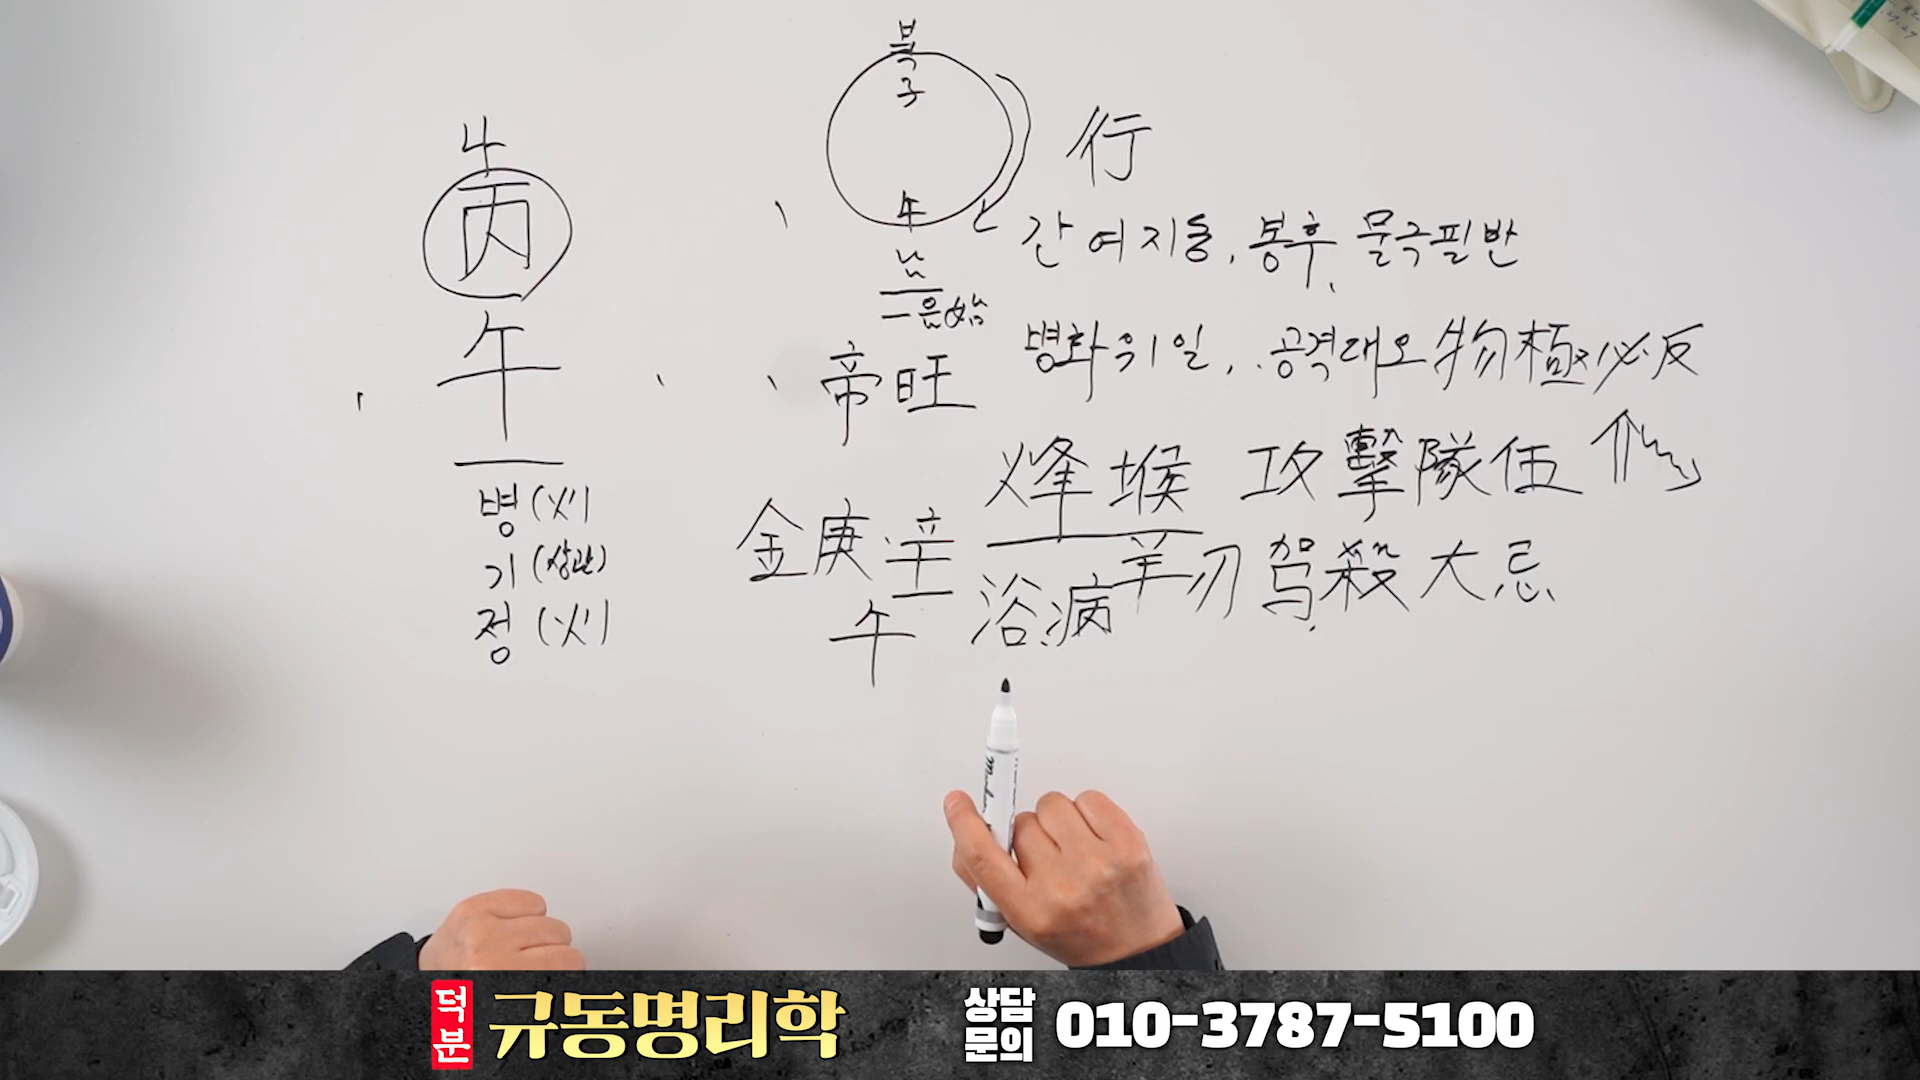 丙
午
병(火)
기(상관)
정(火)
북
子
午
一음始
帝旺
金庚·辛
午
浴病
行
간여지동, 봉후, 물극필반
병화위일, 공격대오 物極必反
烽堠 攻擊隊伍
羊刃 駕殺 大忌
덕분 규동명리학 상담문의 010-3787-5100